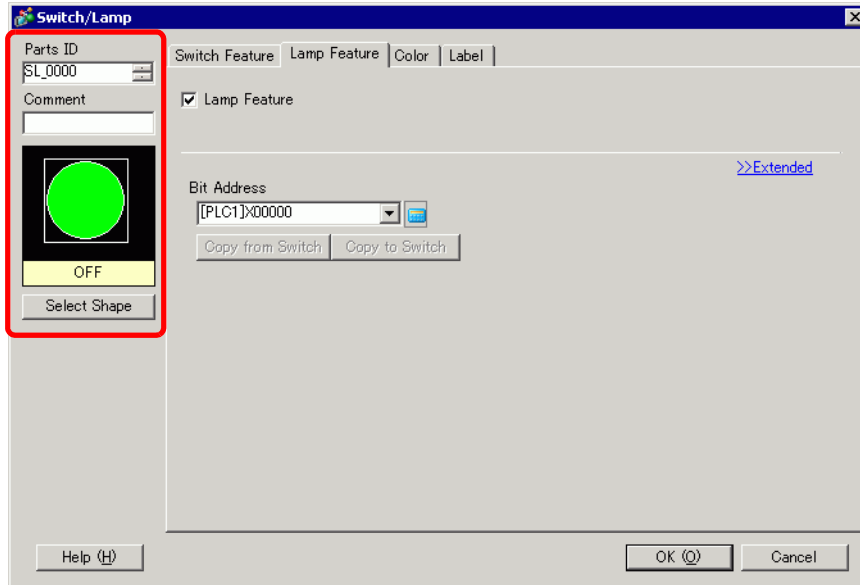 Switch/Lamp
Parts ID
SL_0000
Comment
OFF
Select Shape
Switch Feature Lamp Feature Color Label
Lamp Feature
>>Extended
Bit Address
[PLC1]X00000
Copy from Switch Copy to Switch
Help (H) OK (O) Cancel